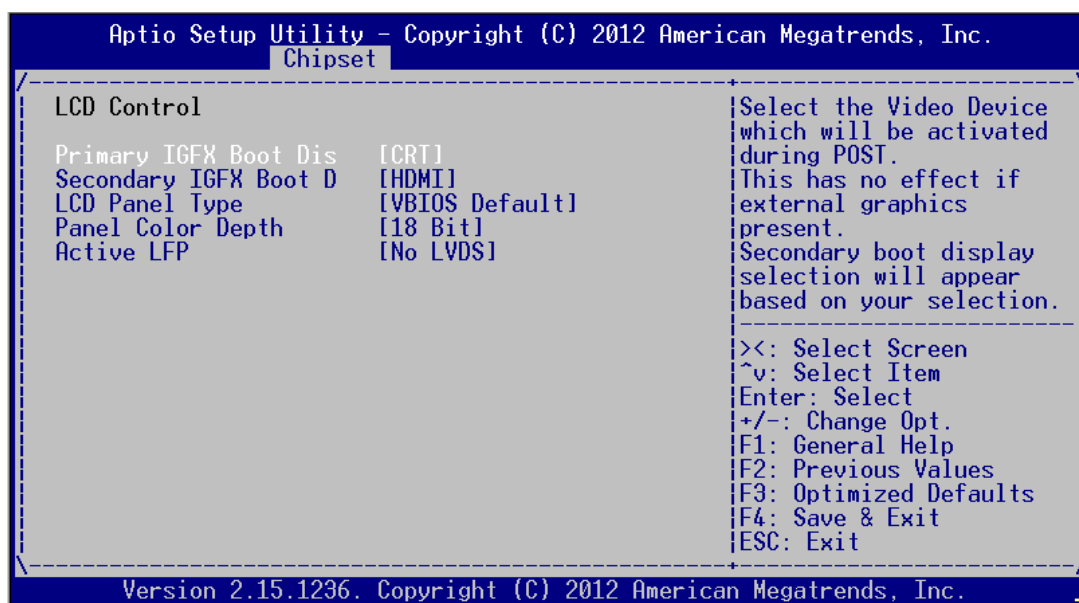 Aptio Setup Utility – Copyright (C) 2012 American Megatrends, Inc.
Chipset
LCD Control
Primary IGFX Boot Dis [CRT]
Secondary IGFX Boot D [HDMI]
LCD Panel Type [VBIOS Default]
Panel Color Depth [18 Bit]
Active LFP [No LVDS]
Select the Video Device
which will be activated
during POST.
This has no effect if
external graphics
present.
Secondary boot display
selection will appear
based on your selection.
><: Select Screen
^v: Select Item
Enter: Select
+/-: Change Opt.
F1: General Help
F2: Previous Values
F3: Optimized Defaults
F4: Save & Exit
ESC: Exit
Version 2.15.1236. Copyright (C) 2012 American Megatrends, Inc.